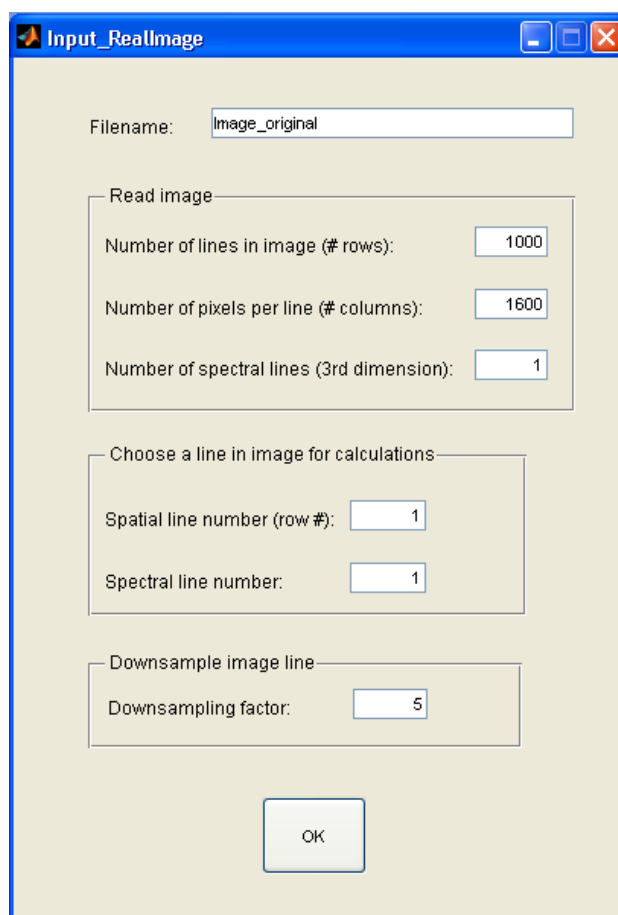 Input_RealImage
Filename: Image_original
Read image
Number of lines in image (# rows): 1000
Number of pixels per line (# columns): 1600
Number of spectral lines (3rd dimension): 1
Choose a line in image for calculations
Spatial line number (row #): 1
Spectral line number: 1
Downsample image line
Downsampling factor: 5
OK